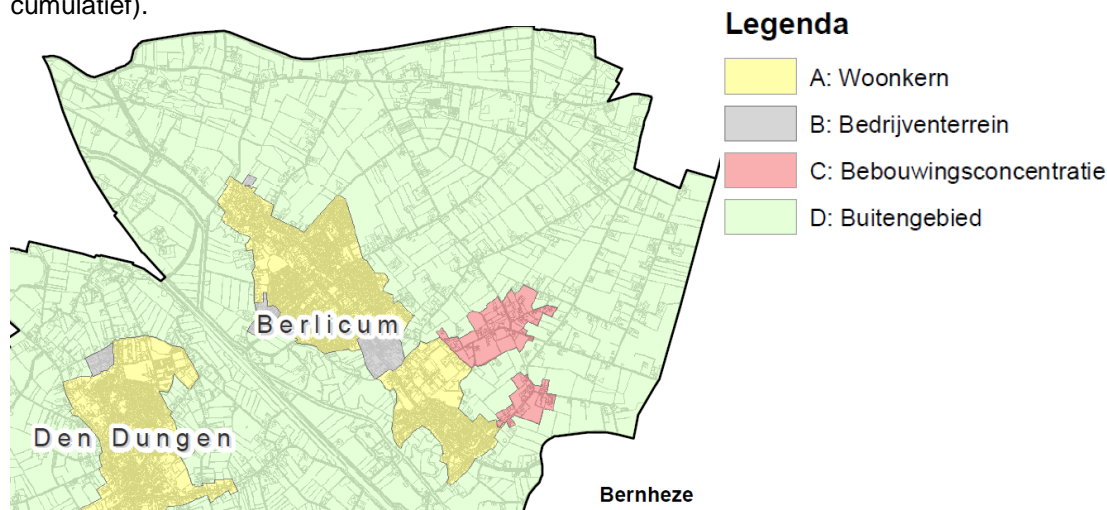 cumulatief).
Legenda
A: Woonkern
B: Bedrijventerrein
C: Bebouwingsconcentratie
D: Buitengebied
Berlicum
Den Dungen
Bernheze